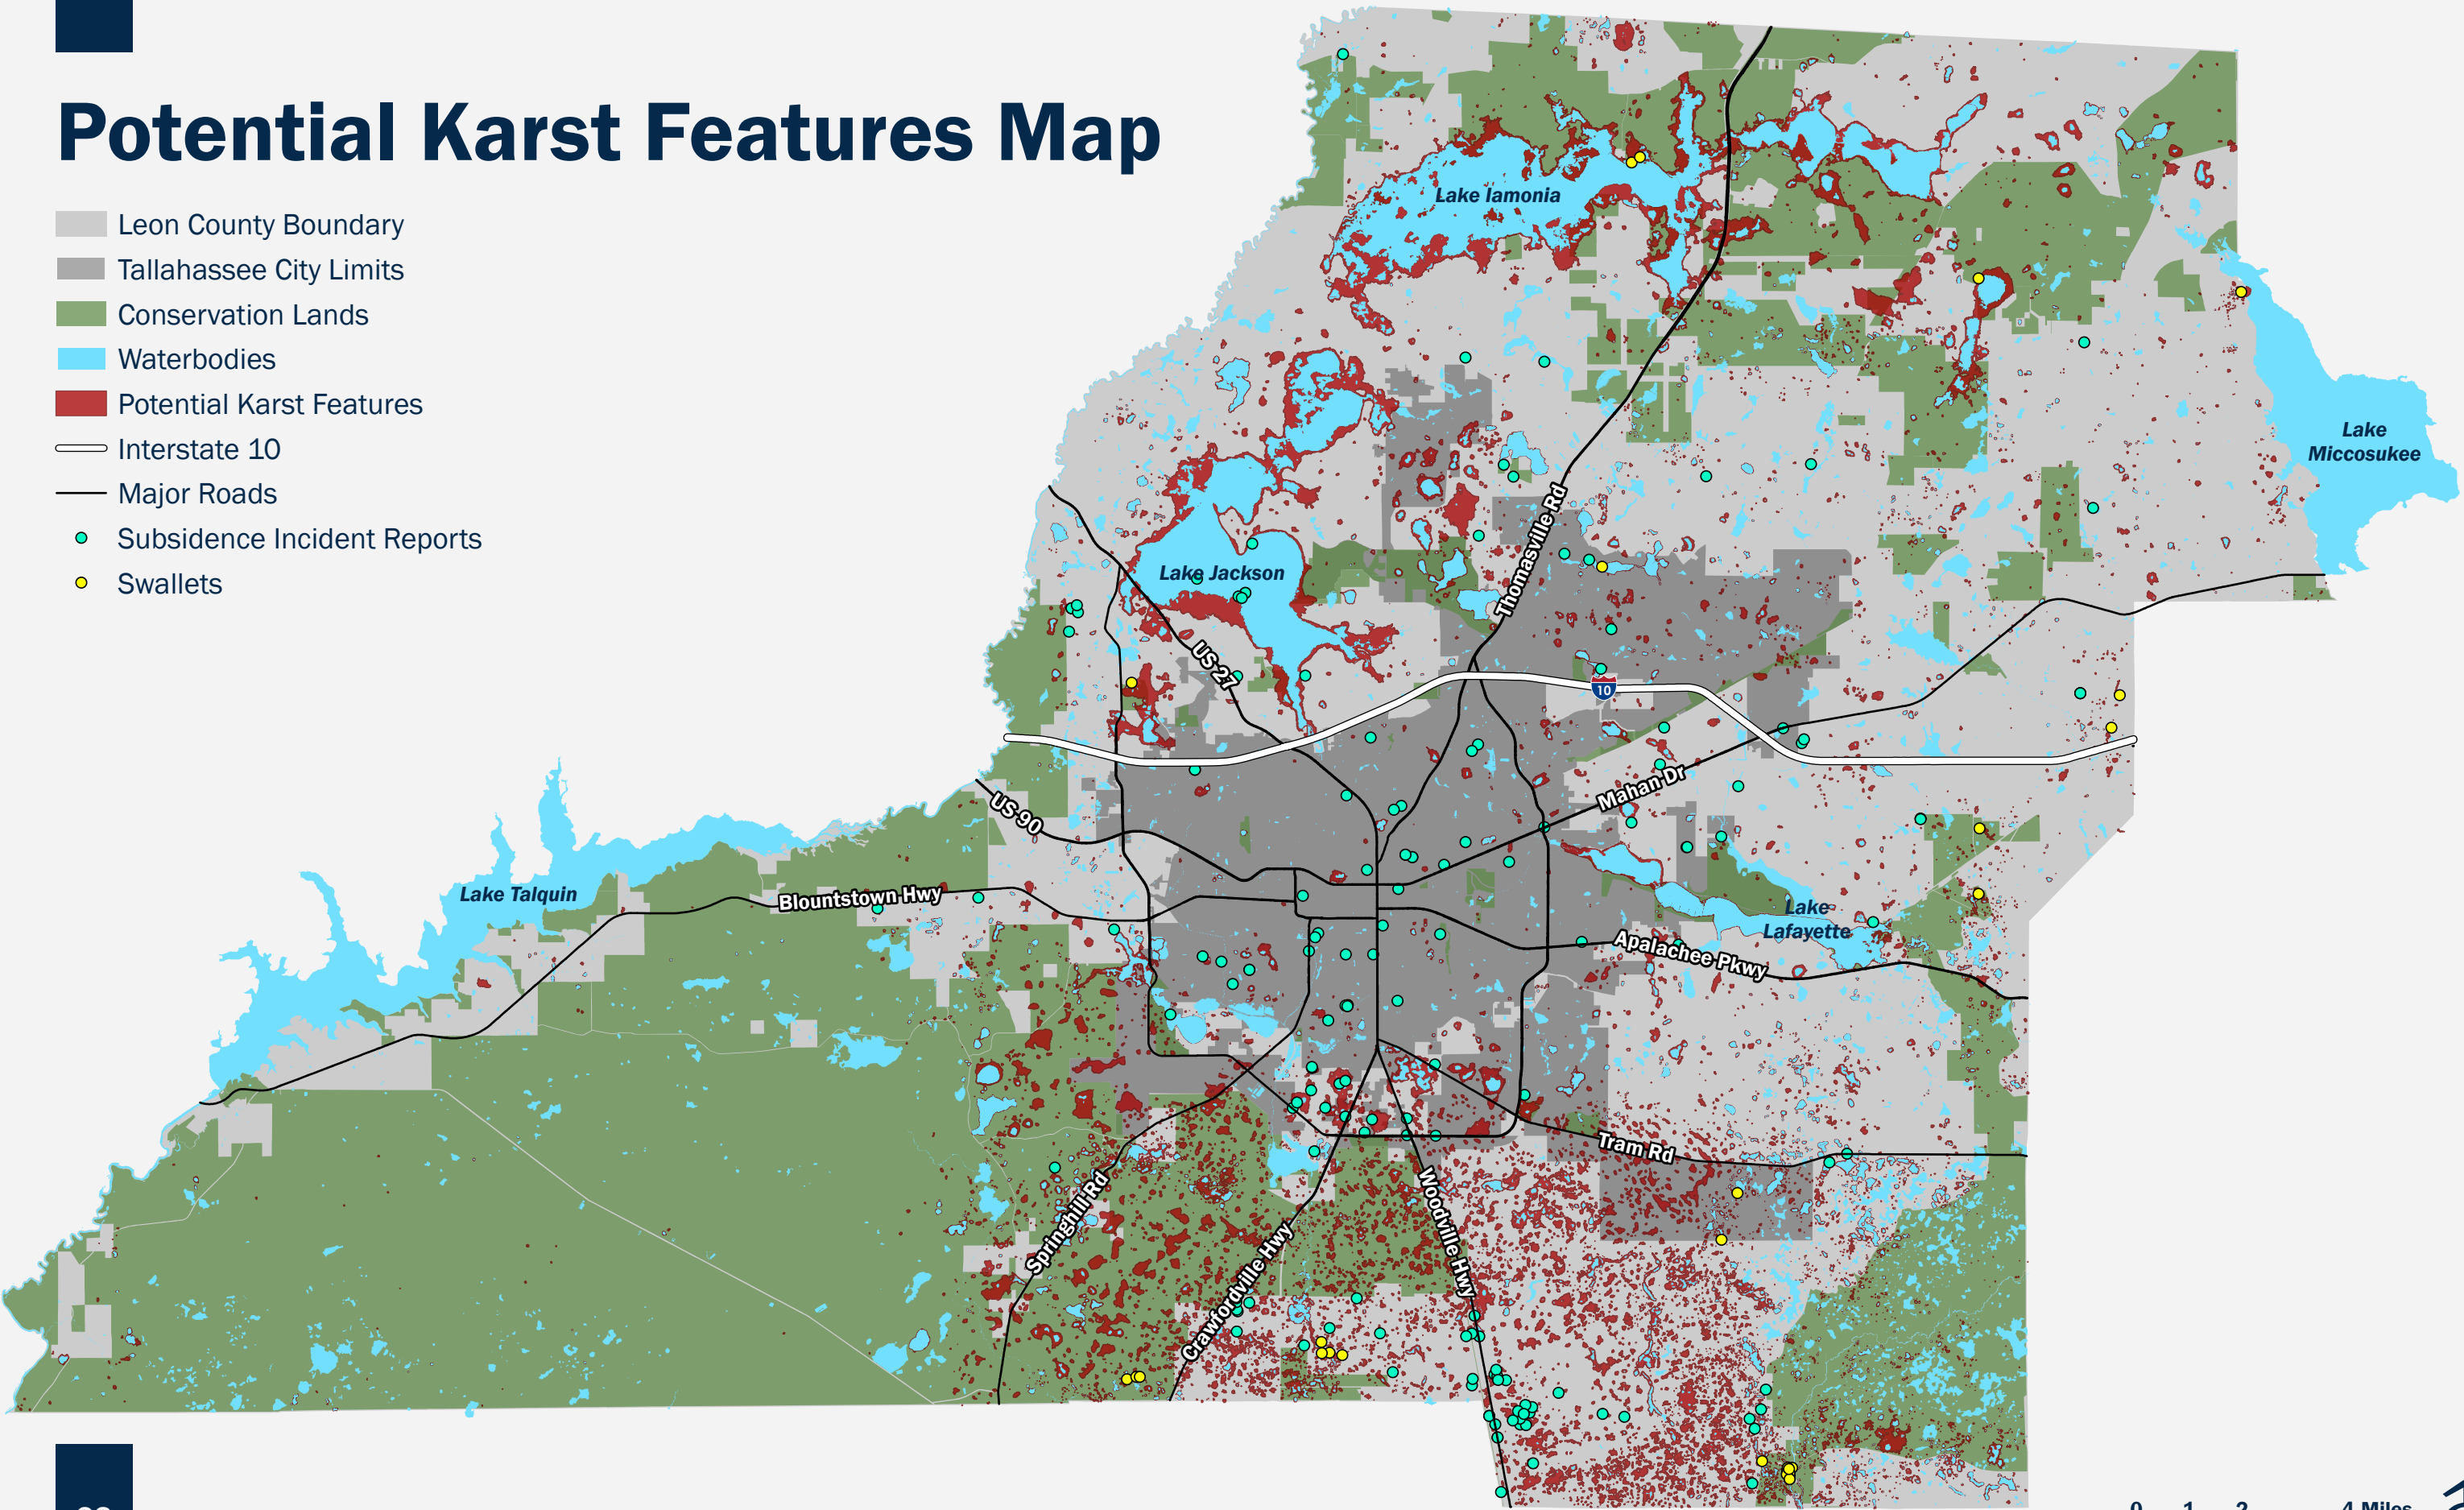 Potential Karst Features Map
Leon County Boundary
Tallahassee City Limits
Conservation Lands
Waterbodies
Potential Karst Features
Interstate 10
Major Roads
Subsidence Incident Reports
Swallets
Lake Iamonia
Lake
Miccosukee
Thomasville Rd
Lake Jackson
US 27
10
US 90
Mahan Dr
Lake Talquin
Blountstown Hwy
Lake
Lafayette
Apalachee Pkwy
Tram Rd
Springhill Rd
Woodville Hwy
Crawfordville Hwy
0 1 2 4 Miles